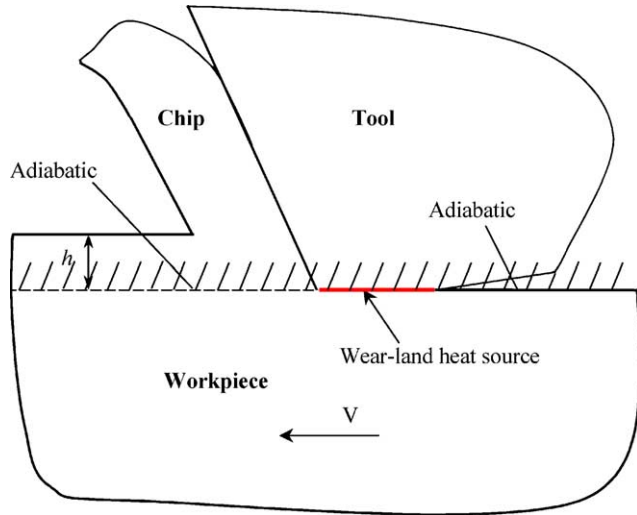 Chip
Tool
Adiabatic
Adiabatic
h
Wear-land heat source
Workpiece
V